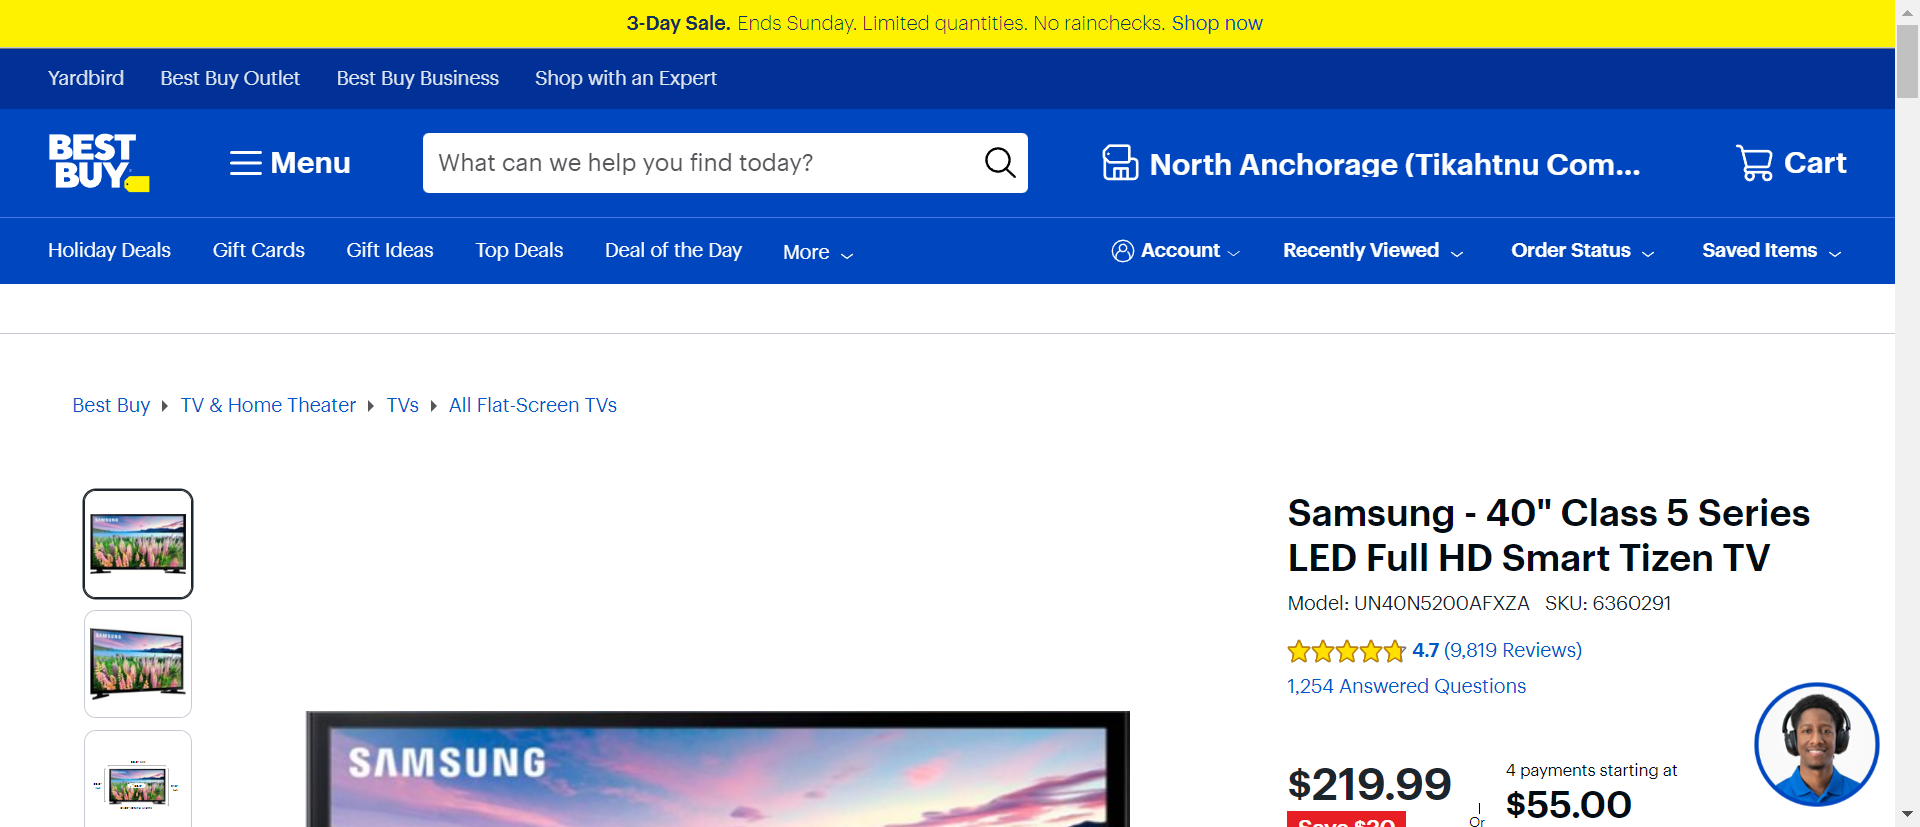 3-Day Sale. Ends Sunday. Limited quantities. No rainchecks. Shop now
Yardbird Best Buy Outlet Best Buy Business Shop with an Expert
BEST
BUY
Menu
What can we help you find today?
North Anchorage (Tikahtnu Com...
Cart
Holiday Deals Gift Cards Gift Ideas Top Deals Deal of the Day More Account Recently Viewed Order Status Saved Items
Best Buy TV & Home Theater TVs All Flat-Screen TVs
Samsung - 40" Class 5 Series
LED Full HD Smart Tizen TV
Model: UN40N5200AFXZA SKU: 6360291
4.7 (9,819 Reviews)
1,254 Answered Questions
SAMSUNG
SAMSUNG
SAMSUNG
$219.99
Save $20
Or
4 payments starting at
$55.00